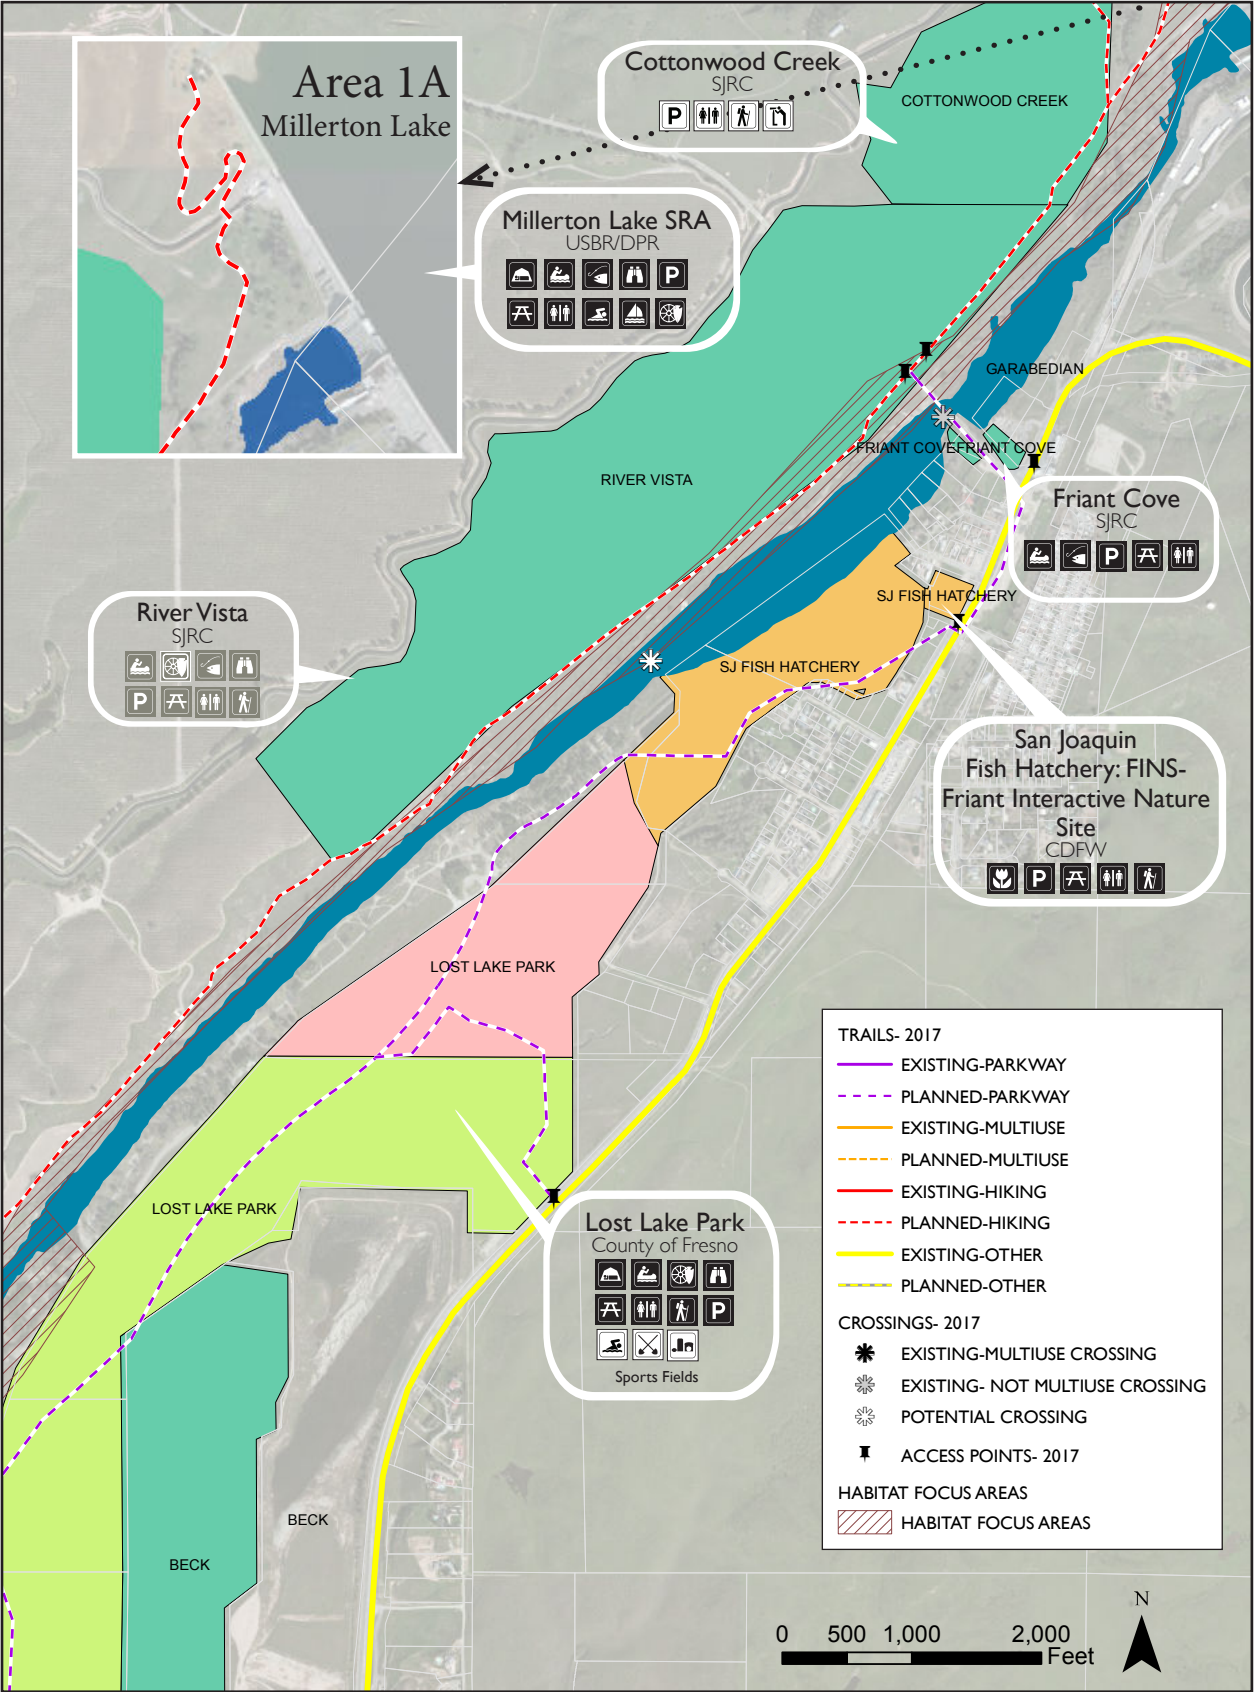 Area 1A
Millerton Lake
Cottonwood Creek
SJRC
P
COTTONWOOD CREEK
Millerton Lake SRA
USBR/DPR
P
GARABEDIAN
FRIANT COVE
FRIANT COVE
RIVER VISTA
Friant Cove
SJRC
P
River Vista
SJRC
P
SJ FISH HATCHERY
SJ FISH HATCHERY
San Joaquin
Fish Hatchery: FINS-
Friant Interactive Nature
Site
CDFW
P
LOST LAKE PARK
LOST LAKE PARK
Lost Lake Park
County of Fresno
P
Sports Fields
BECK
BECK
TRAILS- 2017
EXISTING-PARKWAY
PLANNED-PARKWAY
EXISTING-MULTIUSE
PLANNED-MULTIUSE
EXISTING-HIKING
PLANNED-HIKING
EXISTING-OTHER
PLANNED-OTHER
CROSSINGS- 2017
EXISTING-MULTIUSE CROSSING
EXISTING- NOT MULTIUSE CROSSING
POTENTIAL CROSSING
ACCESS POINTS- 2017
HABITAT FOCUS AREAS
HABITAT FOCUS AREAS
N
0 500 1,000 2,000
Feet